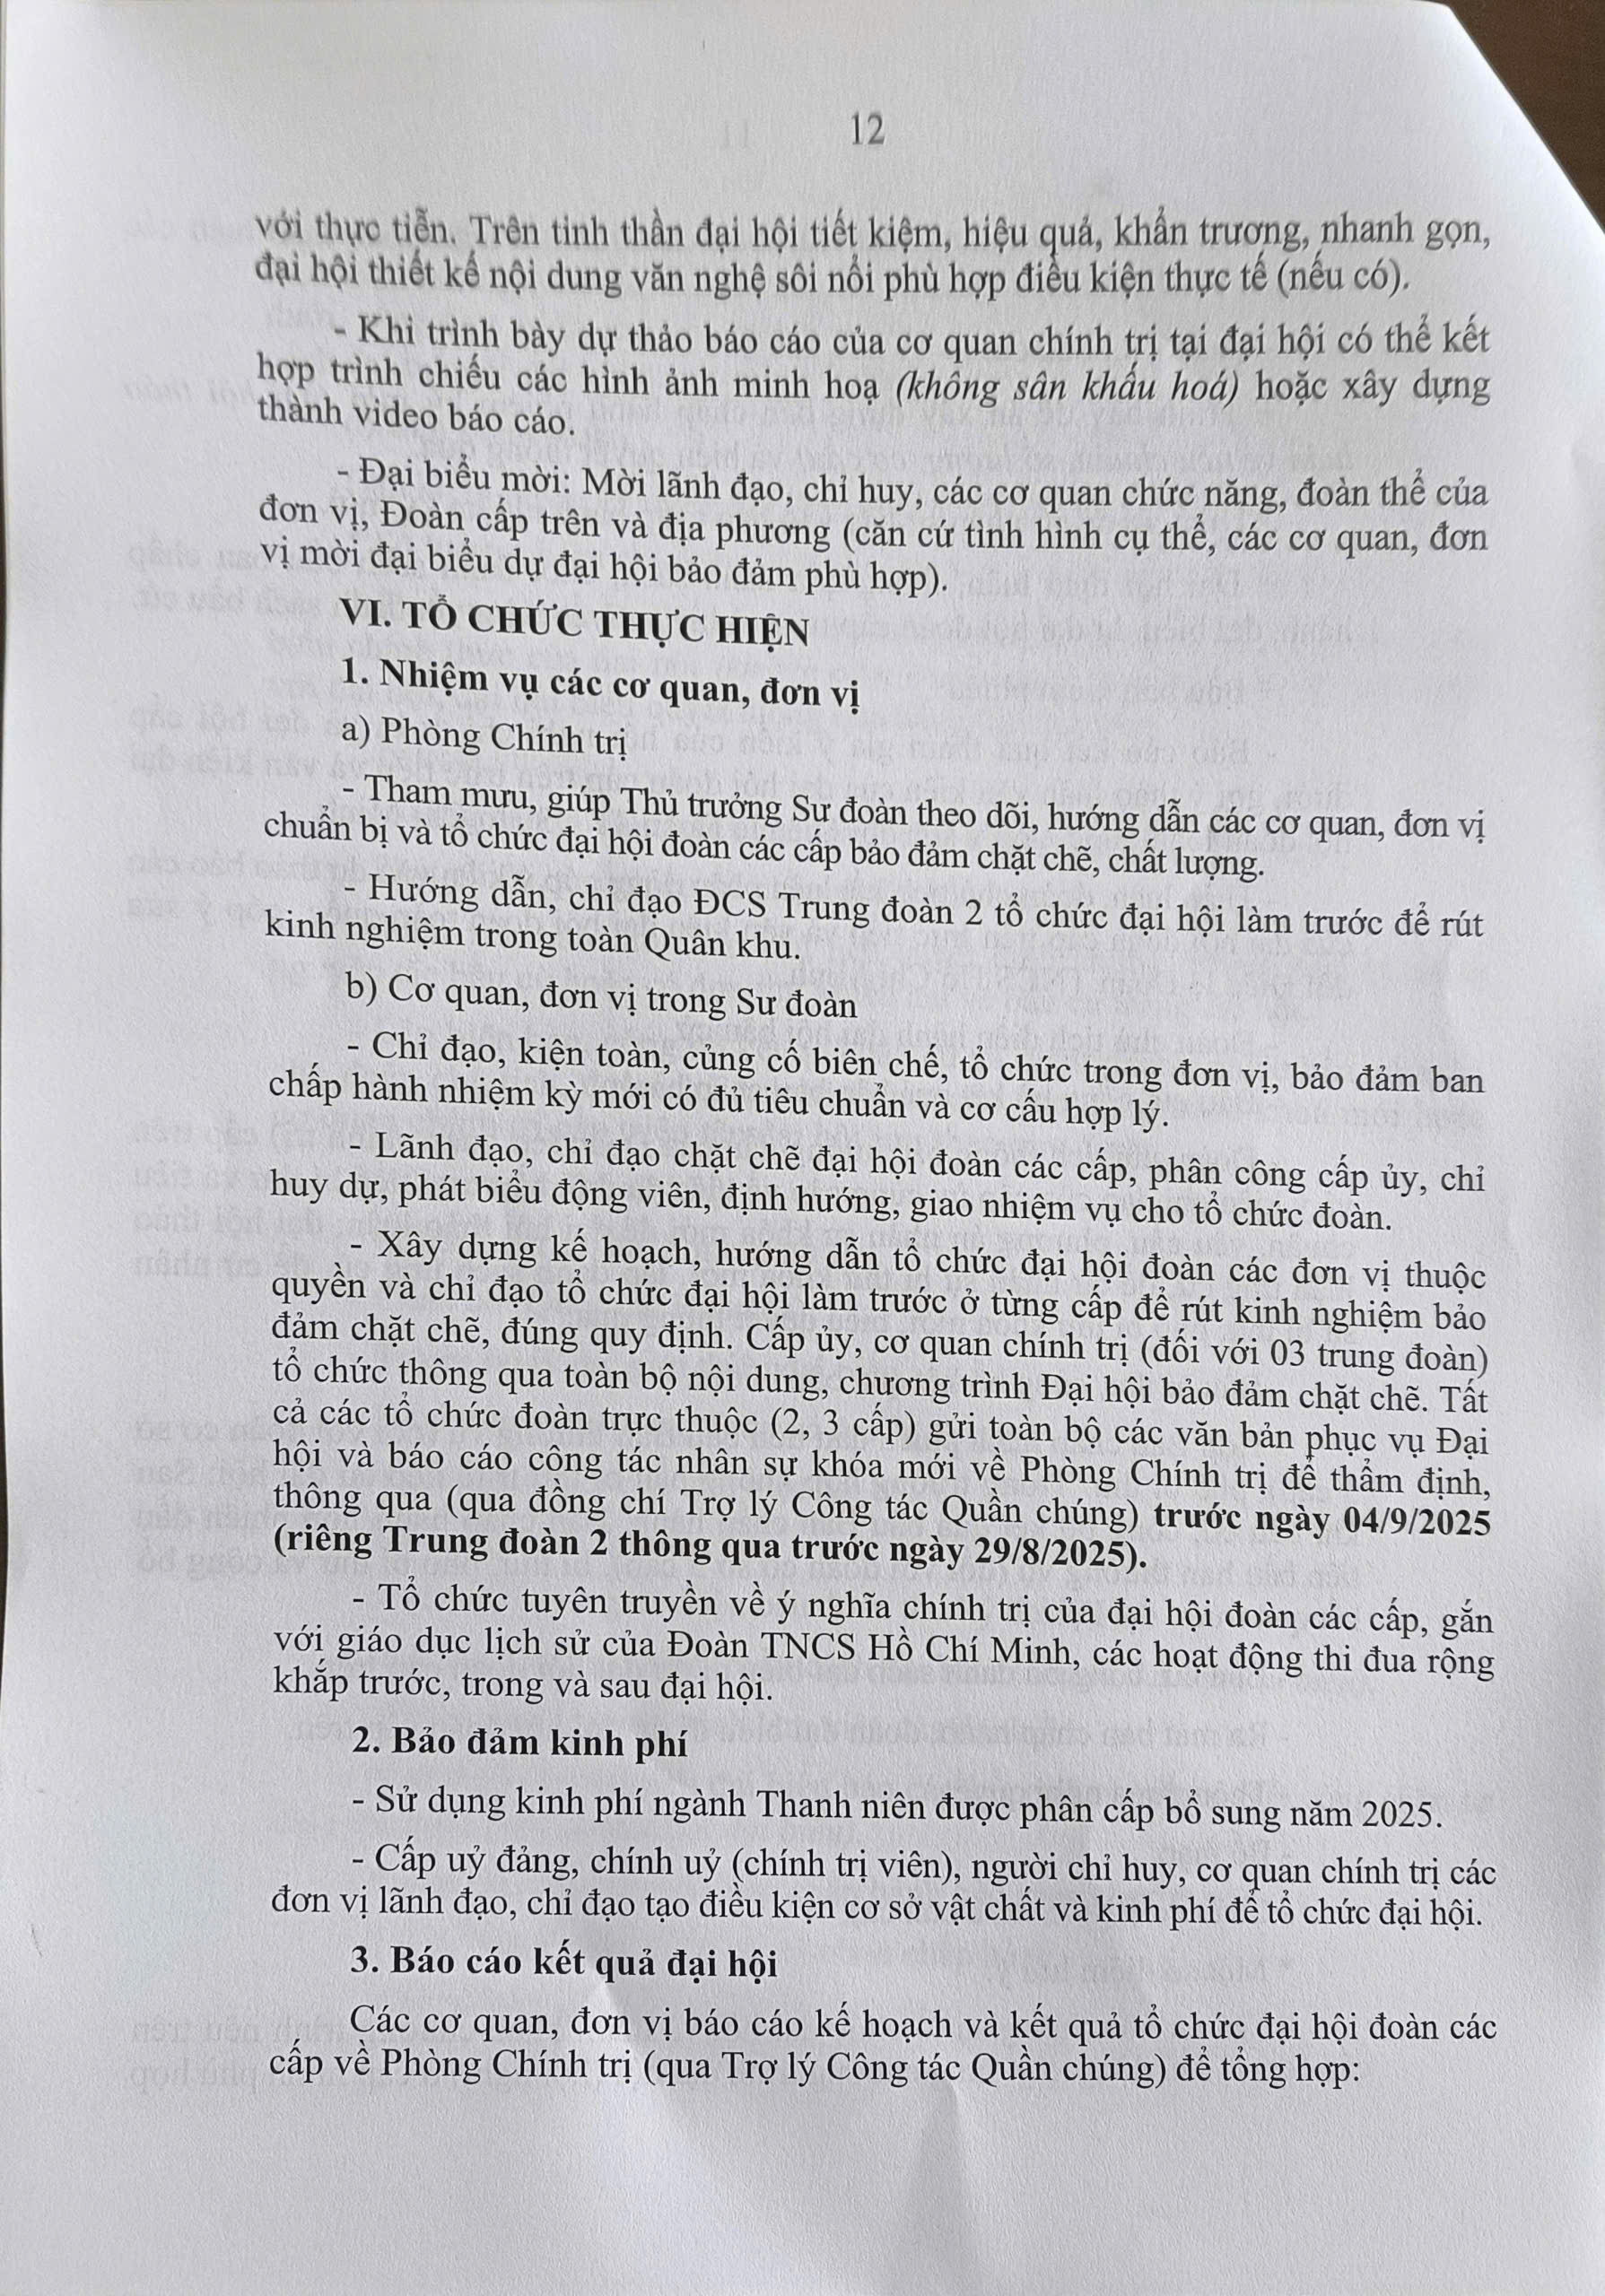 12
với thực tiễn. Trên tinh thần đại hội tiết kiệm, hiệu quả, khẩn trương, nhanh gọn,
đại hội thiết kế nội dung văn nghệ sôi nổi phù hợp điều kiện thực tế (nếu có).
- Khi trình bày dự thảo báo cáo của cơ quan chính trị tại đại hội có thể kết
hợp trình chiếu các hình ảnh minh hoạ (không sân khấu hoá) hoặc xây dựng
thành video báo cáo.
- Đại biểu mời: Mời lãnh đạo, chỉ huy, các cơ quan chức năng, đoàn thể của
đơn vị, Đoàn cấp trên và địa phương (căn cứ tình hình cụ thể, các cơ quan, đơn
vị mời đại biểu dự đại hội bảo đảm phù hợp).
VI. TỔ CHỨC THỰC HIỆN
1. Nhiệm vụ các cơ quan, đơn vị
a) Phòng Chính trị
- Tham mưu, giúp Thủ trưởng Sư đoàn theo dõi, hướng dẫn các cơ quan, đơn vị
chuẩn bị và tổ chức đại hội đoàn các cấp bảo đảm chặt chẽ, chất lượng.
- Hướng dẫn, chỉ đạo ĐCS Trung đoàn 2 tổ chức đại hội làm trước để rút
kinh nghiệm trong toàn Quân khu.
b) Cơ quan, đơn vị trong Sư đoàn
- Chỉ đạo, kiện toàn, củng cố biên chế, tổ chức trong đơn vị, bảo đảm ban
chấp hành nhiệm kỳ mới có đủ tiêu chuẩn và cơ cấu hợp lý.
- Lãnh đạo, chỉ đạo chặt chẽ đại hội đoàn các cấp, phân công cấp ủy, chỉ
huy dự, phát biểu động viên, định hướng, giao nhiệm vụ cho tổ chức đoàn.
- Xây dựng kế hoạch, hướng dẫn tổ chức đại hội đoàn các đơn vị thuộc
quyền và chỉ đạo tổ chức đại hội làm trước ở từng cấp để rút kinh nghiệm bảo
đảm chặt chẽ, đúng quy định. Cấp ủy, cơ quan chính trị (đối với 03 trung đoàn)
tổ chức thông qua toàn bộ nội dung, chương trình Đại hội bảo đảm chặt chẽ. Tất
cả các tổ chức đoàn trực thuộc (2, 3 cấp) gửi toàn bộ các văn bản phục vụ Đại
hội và báo cáo công tác nhân sự khóa mới về Phòng Chính trị để thẩm định,
thông qua (qua đồng chí Trợ lý Công tác Quần chúng) trước ngày 04/9/2025
(riêng Trung đoàn 2 thông qua trước ngày 29/8/2025).
- Tổ chức tuyên truyền về ý nghĩa chính trị của đại hội đoàn các cấp, gắn
với giáo dục lịch sử của Đoàn TNCS Hồ Chí Minh, các hoạt động thi đua rộng
khắp trước, trong và sau đại hội.
2. Bảo đảm kinh phí
- Sử dụng kinh phí ngành Thanh niên được phân cấp bổ sung năm 2025.
- Cấp uỷ đảng, chính uỷ (chính trị viên), người chỉ huy, cơ quan chính trị các
đơn vị lãnh đạo, chỉ đạo tạo điều kiện cơ sở vật chất và kinh phí để tổ chức đại hội.
3. Báo cáo kết quả đại hội
Các cơ quan, đơn vị báo cáo kế hoạch và kết quả tổ chức đại hội đoàn các
cấp về Phòng Chính trị (qua Trợ lý Công tác Quần chúng) để tổng hợp: